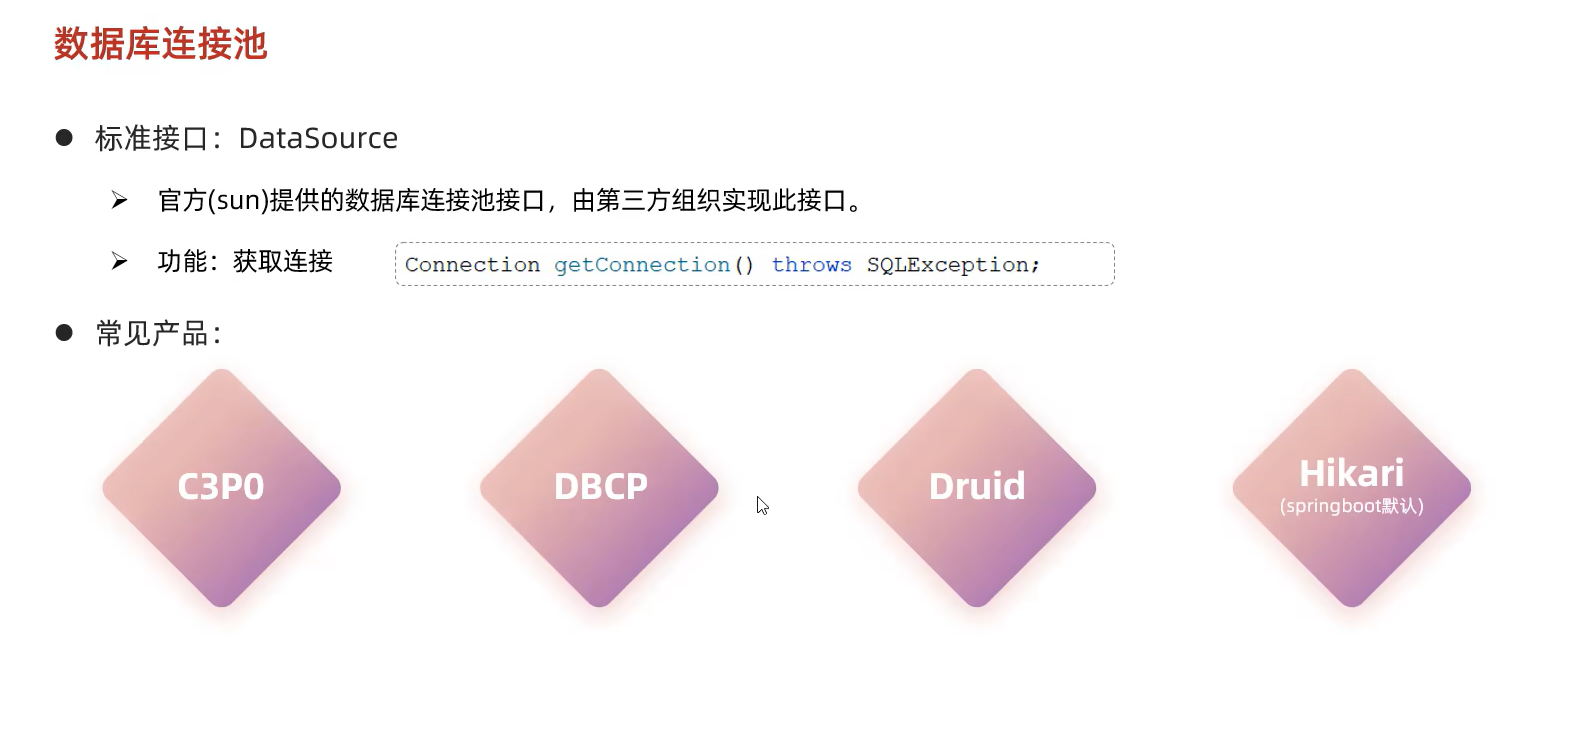 数据库连接池
标准接口：DataSource
官方(sun)提供的数据库连接池接口，由第三方组织实现此接口。
功能：获取连接
Connection getConnection() throws SQLException;
常见产品：
C3P0
DBCP
Druid
Hikari
(springboot默认)